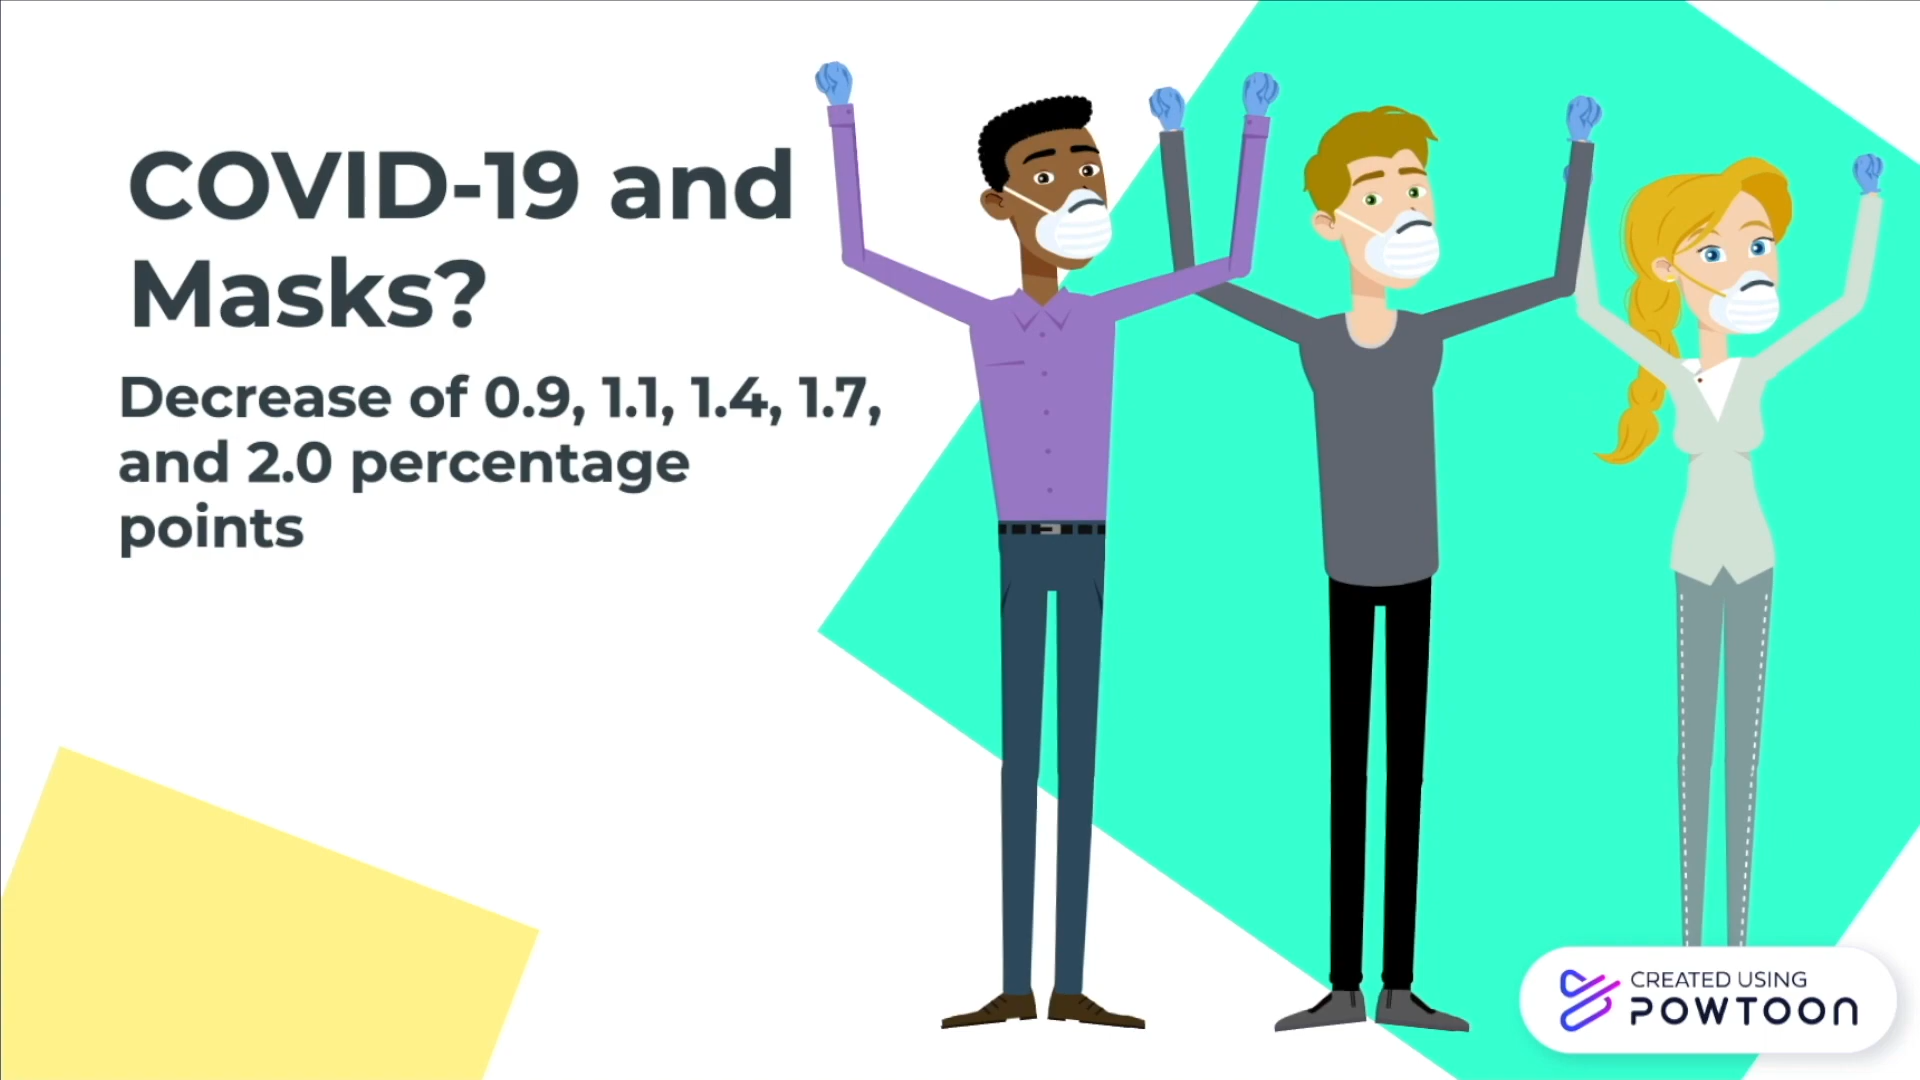 COVID-19 and
Masks?
Decrease of 0.9, 1.1, 1.4, 1.7,
and 2.0 percentage
points
CREATED USING
POWTOON